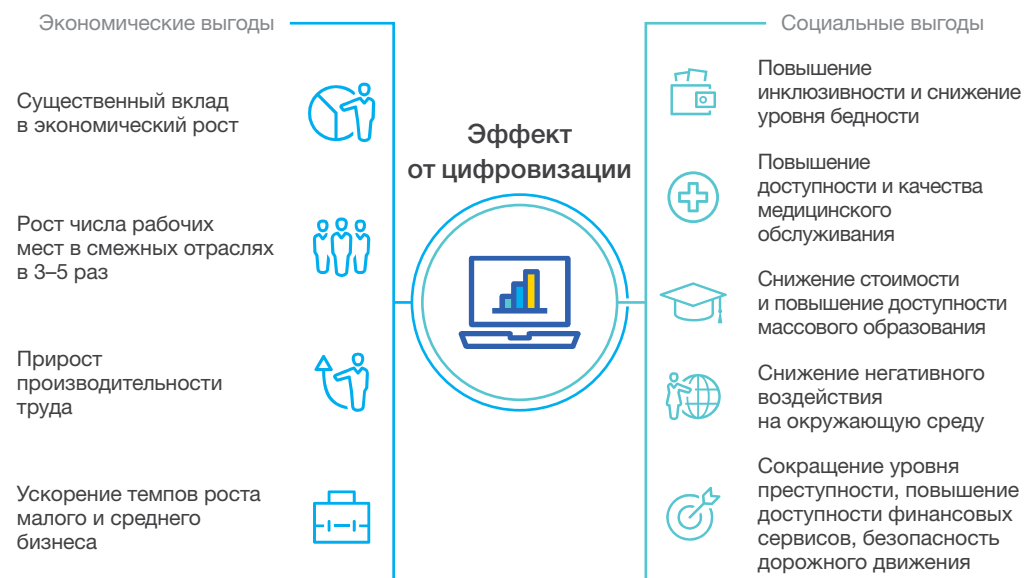 Экономические выгоды
Существенный вклад
в экономический рост
Рост числа рабочих
мест в смежных отраслях
в 3–5 раз
Прирост
производительности
труда
Ускорение темпов роста
малого и среднего
бизнеса
Эффект
от цифровизации
Социальные выгоды
Повышение
инклюзивности и снижение
уровня бедности
Повышение
доступности и качества
медицинского
обслуживания
Снижение стоимости
и повышение доступности
массового образования
Снижение негативного
воздействия
на окружающую среду
Сокращение уровня
преступности, повышение
доступности финансовых
сервисов, безопасность
дорожного движения